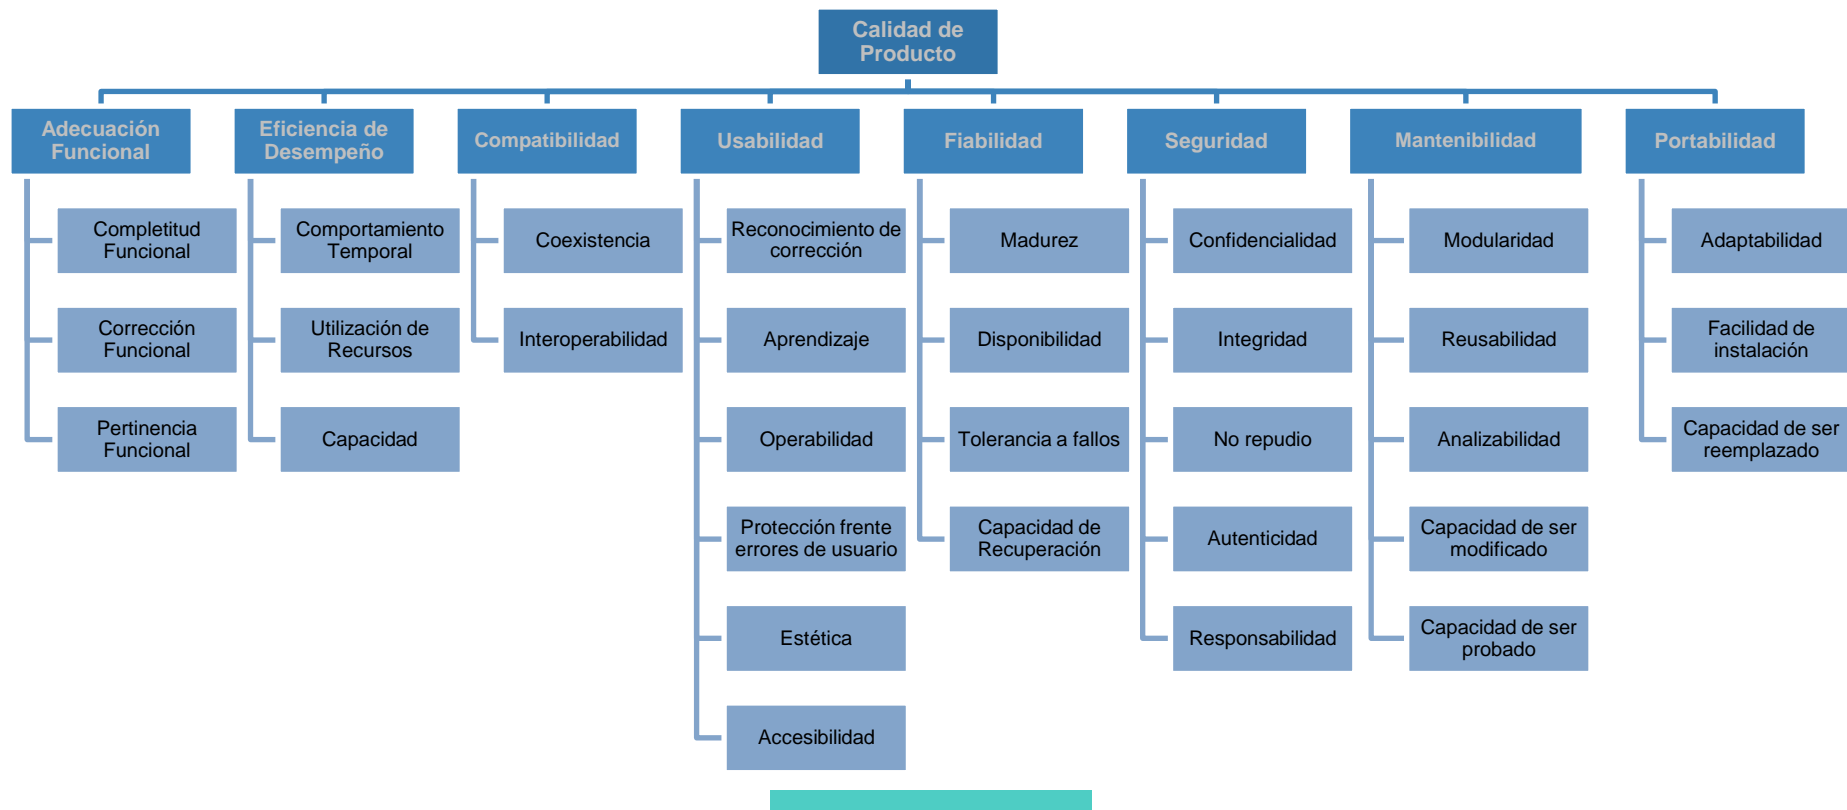 Calidad de
Producto
Adecuación
Funcional
Eficiencia de
Desempeño
Compatibilidad
Usabilidad
Fiabilidad
Seguridad
Mantenibilidad
Portabilidad
Completitud
Funcional
Corrección
Funcional
Pertinencia
Funcional
Comportamiento
Temporal
Utilización de
Recursos
Capacidad
Coexistencia
Interoperabilidad
Reconocimiento de
corrección
Aprendizaje
Operabilidad
Protección frente
errores de usuario
Estética
Accesibilidad
Madurez
Disponibilidad
Tolerancia a fallos
Capacidad de
Recuperación
Confidencialidad
Integridad
No repudio
Autenticidad
Responsabilidad
Modularidad
Reusabilidad
Analizabilidad
Capacidad de ser
modificado
Capacidad de ser
probado
Adaptabilidad
Facilidad de
instalación
Capacidad de ser
reemplazado